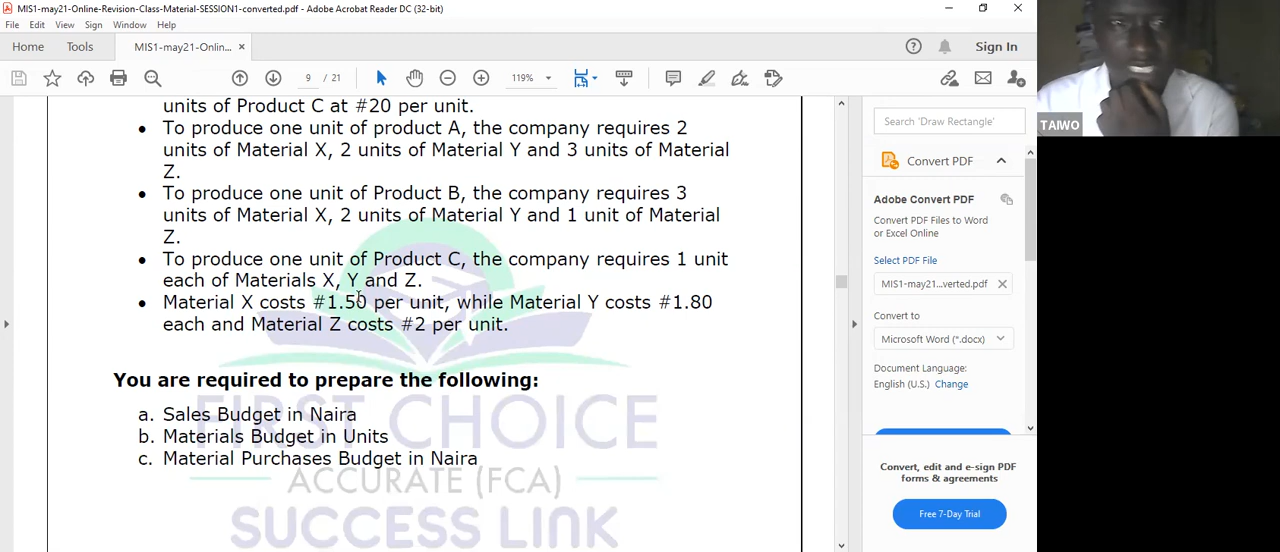 MIS1-may21-Online-Revision-Class-Material-SESSION1-converted.pdf - Adobe Acrobat Reader DC (32-bit)
File Edit View Sign Window Help
Home Tools MIS1-may21-Onlin... × Sign In
9 / 21 119%
units of Product C at #20 per unit.
• To produce one unit of product A, the company requires 2
units of Material X, 2 units of Material Y and 3 units of Material
Z.
• To produce one unit of Product B, the company requires 3
units of Material X, 2 units of Material Y and 1 unit of Material
Z.
• To produce one unit of Product C, the company requires 1 unit
each of Materials X, Y and Z.
• Material X costs #1.50 per unit, while Material Y costs #1.80
each and Material Z costs #2 per unit.
You are required to prepare the following:
a. Sales Budget in Naira
b. Materials Budget in Units
c. Material Purchases Budget in Naira
FIRST CHOICE
ACCURATE (FCA)
SUCCESS LINK
Search 'Draw Rectangle'
Convert PDF
Adobe Convert PDF
Convert PDF Files to Word
or Excel Online
Select PDF File
MIS1-may21...verted.pdf ×
Convert to
Microsoft Word (*.docx)
Document Language:
English (U.S.) Change
Convert, edit and e-sign PDF
forms & agreements
Free 7-Day Trial
TAIWO